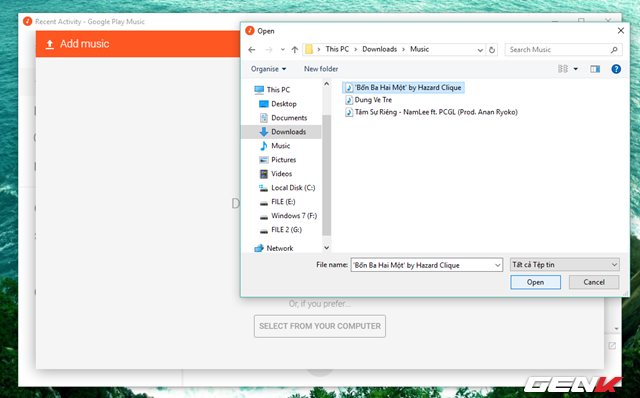 Recent Activity - Google Play Music
Add music
Open
This PC > Downloads > Music
Search Music
Organise
New folder
This PC
Desktop
Documents
Downloads
Music
Pictures
Videos
Local Disk (C:)
FILE (E:)
Windows 7 (F:)
FILE 2 (G:)
Network
'Bốn Ba Hai Một' by Hazard Clique
Dung Ve Tre
Tâm Sự Riêng - NamLee ft. PCGL (Prod. Anan Ryoko)
File name:
'Bốn Ba Hai Một' by Hazard Clique
Tất cả Tệp tin
Open
Cancel
D
Or, if you prefer...
SELECT FROM YOUR COMPUTER
GENK